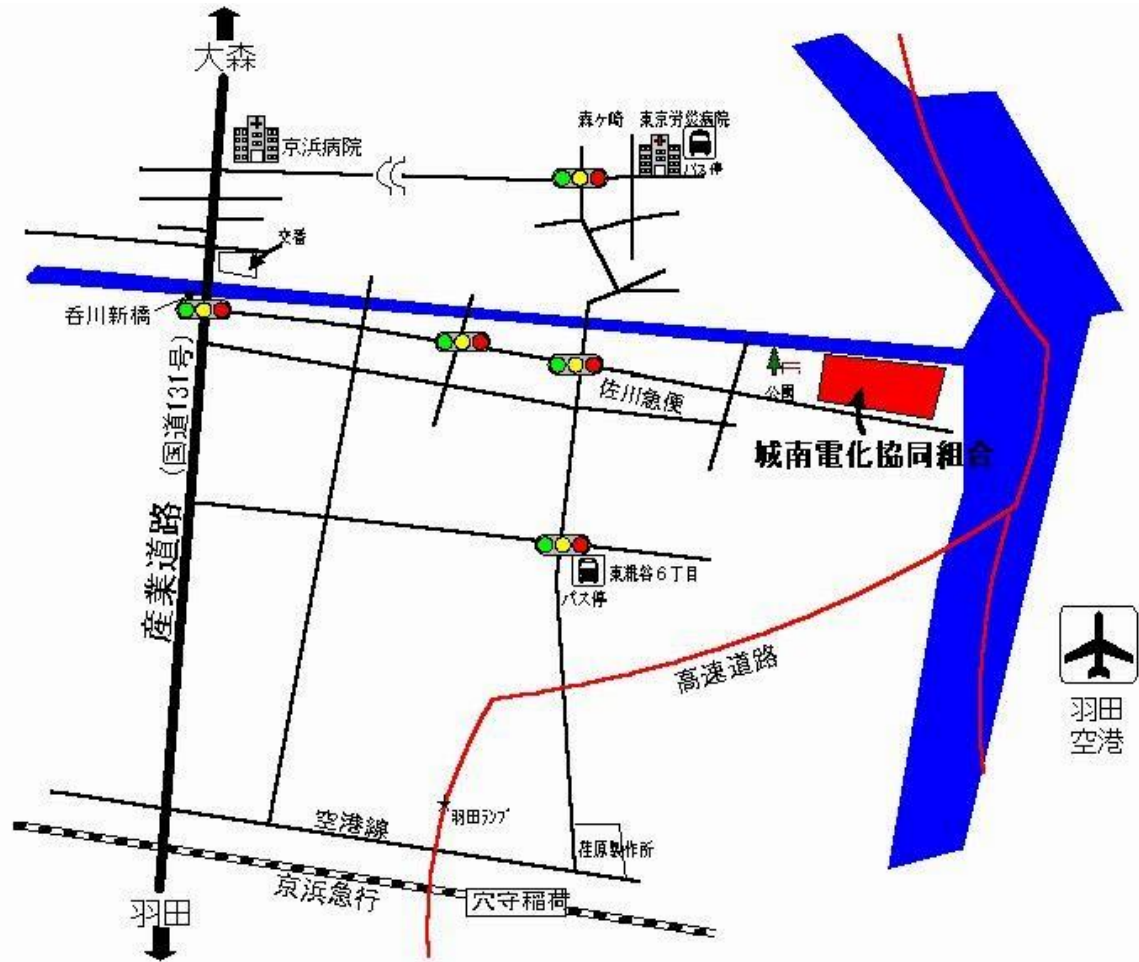 大森
京浜病院
森ヶ崎
東京労災病院
バス停
交番
呑川新橋
佐川急便
公園
城南電化協同組合
産業道路
(国道131号)
東糀谷6丁目
バス停
高速道路
羽田
空港
羽田ランプ
空港線
荏原製作所
京浜急行
穴守稲荷
羽田